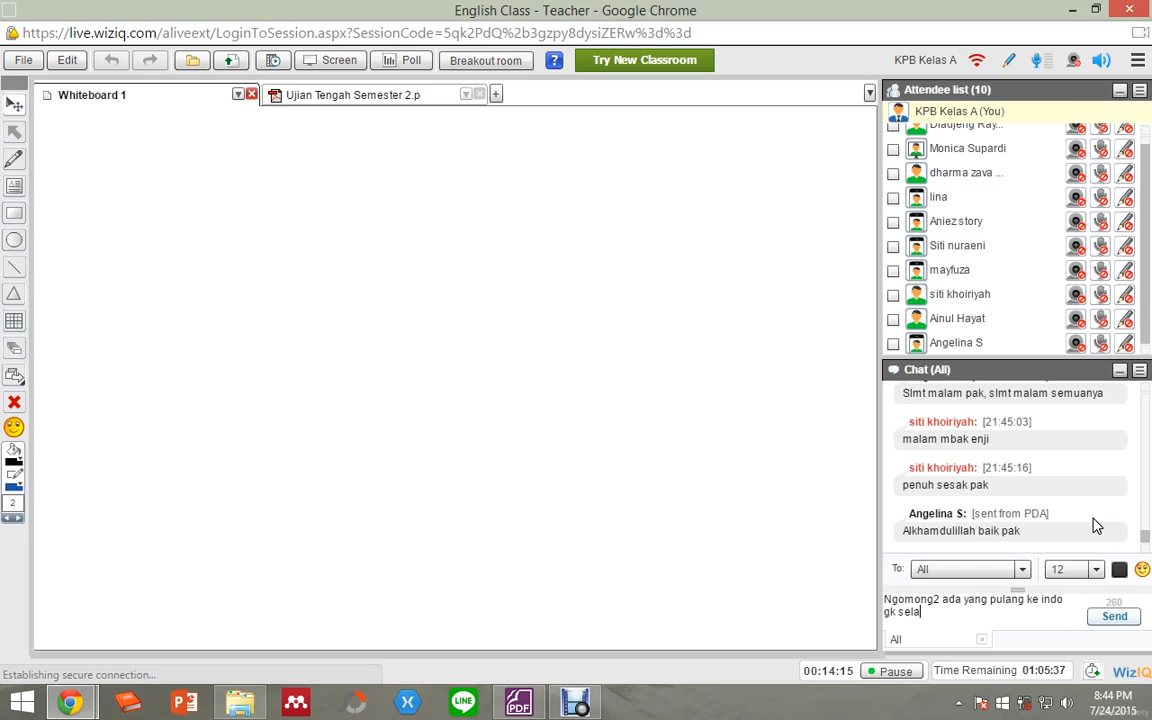 English Class - Teacher - Google Chrome
https://live.wiziq.com/aliveext/LoginToSession.aspx?SessionCode=5qk2PdQ%2b3gzpy8dysiZERw%3d%3d
File Edit Screen Poll Breakout room ? Try New Classroom KPB Kelas A
Whiteboard 1 Ujian Tengah Semester 2.p
Attendee list (10)
KPB Kelas A (You)
Diadjeng Ray...
Monica Supardi
dharma zava ...
lina
Aniez story
Siti nuraeni
mayfuza
siti khoiriyah
Ainul Hayat
Angelina S
Chat (All)
Slmt malam pak, slmt malam semuanya
siti khoiriyah: [21:45:03]
malam mbak enji
siti khoiriyah: [21:45:16]
penuh sesak pak
Angelina S: [sent from PDA]
Alkhamdulillah baik pak
To: All 12
Ngomong2 ada yang pulang ke indo
gk sela
260
Send
All
2
Establishing secure connection...
00:14:15 Pause Time Remaining 01:05:37 WizIQ
LINE PDF
8:44 PM
7/24/2015